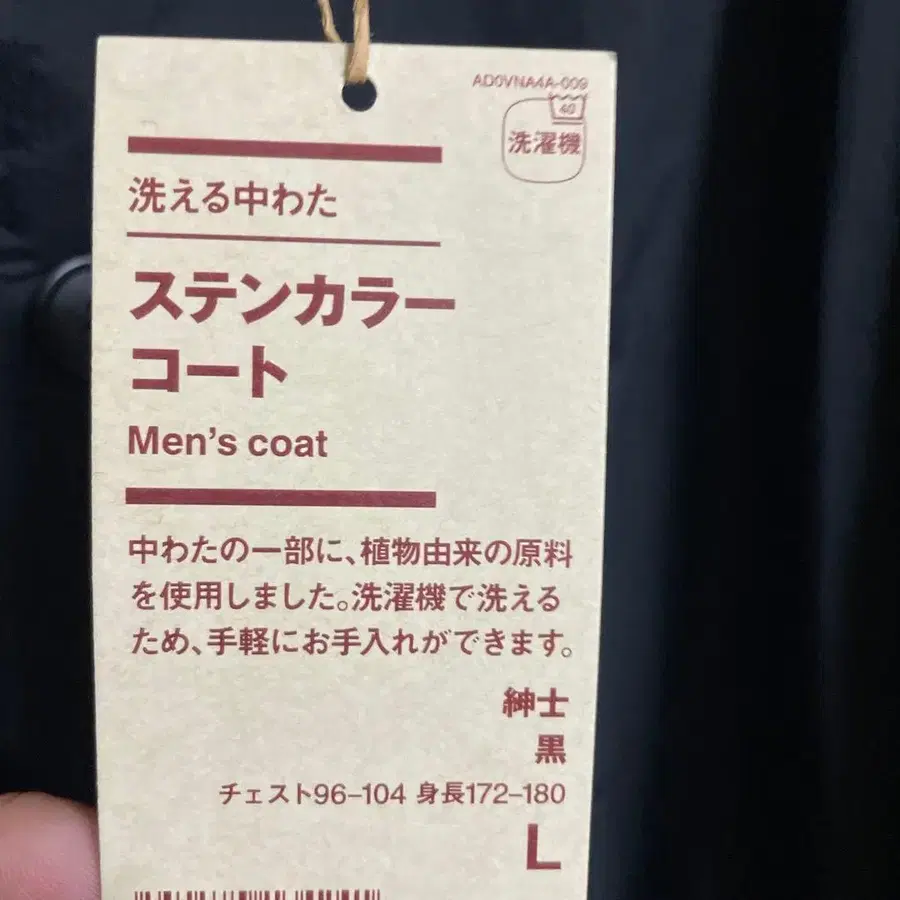 AD0VNA4A-009
40
洗濯機
洗える中わた
ステンカラー
コート
Men's coat
中わたの一部に、植物由来の原料
を使用しました。洗濯機で洗える
ため、手軽にお手入れができます。
紳士
黒
チェスト96–104 身長172–180
L